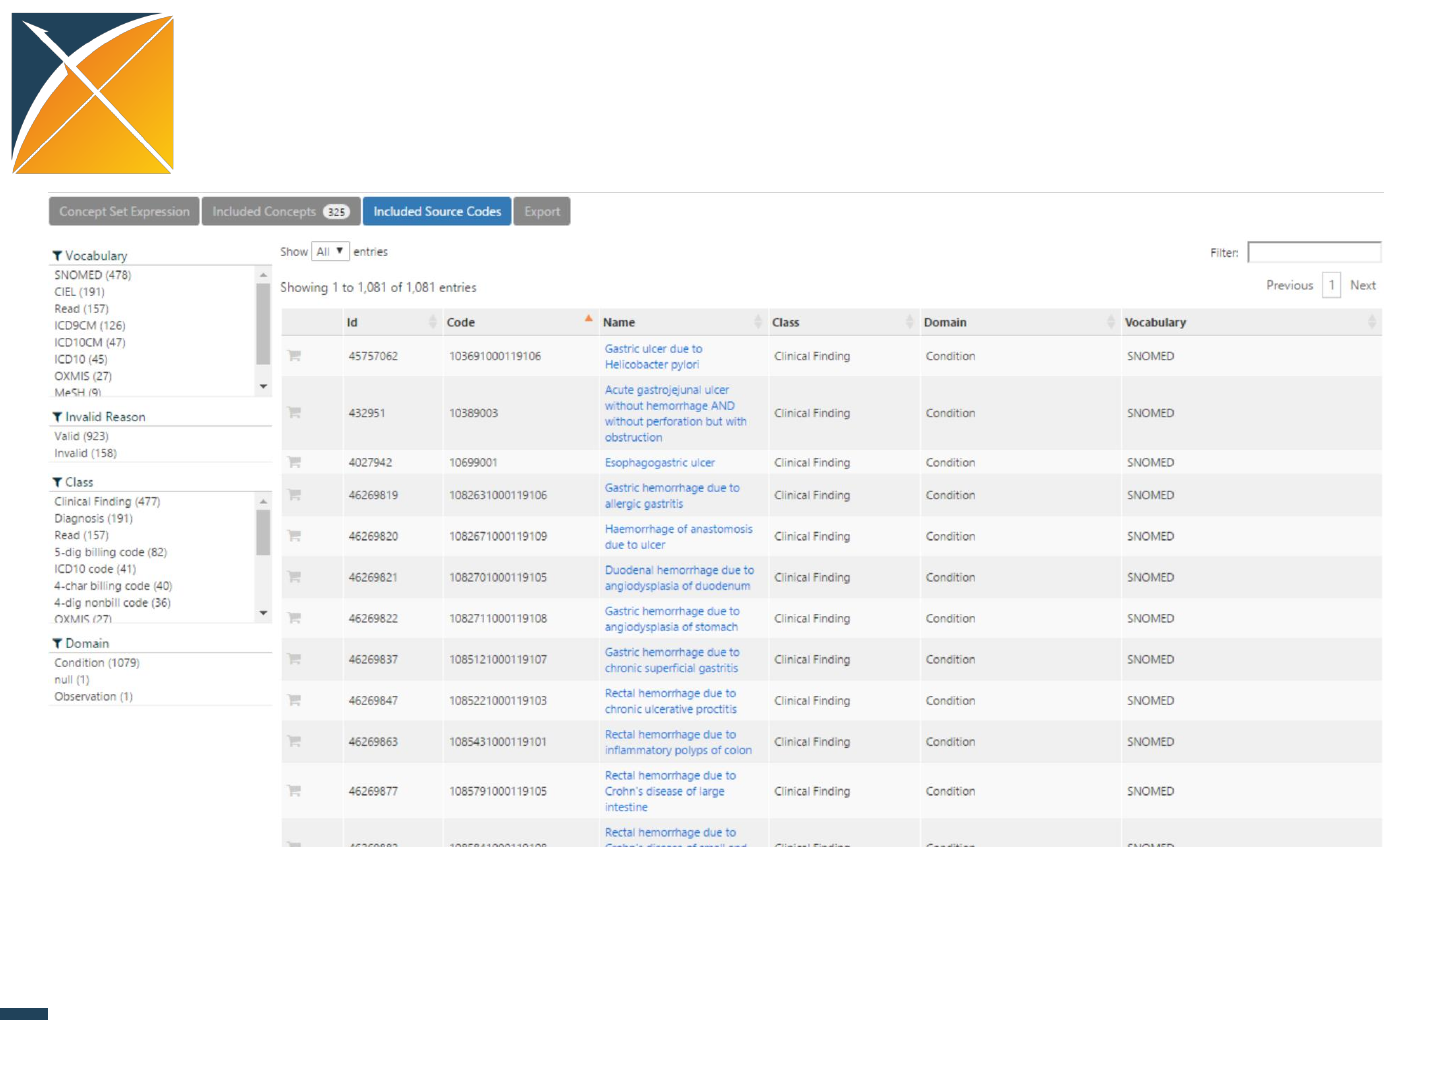 Concept Set Expression Included Concepts 325 Included Source Codes Export
Show All entries
Filter:
Showing 1 to 1,081 of 1,081 entries
Previous 1 Next
Vocabulary
SNOMED (478)
CIEL (191)
Read (157)
ICD9CM (126)
ICD10CM (47)
ICD10 (45)
OXMIS (27)
MeSH (9)
Invalid Reason
Valid (923)
Invalid (158)
Class
Clinical Finding (477)
Diagnosis (191)
Read (157)
5-dig billing code (82)
ICD10 code (41)
4-char billing code (40)
4-dig nonbill code (36)
OXMIS (27)
Domain
Condition (1079)
null (1)
Observation (1)
Id Code Name Class Domain Vocabulary
45757062 103691000119106 Gastric ulcer due to
Helicobacter pylori Clinical Finding Condition SNOMED
432951 10389003 Acute gastrojejunal ulcer
without hemorrhage AND
without perforation but with
obstruction Clinical Finding Condition SNOMED
4027942 10699001 Esophagogastric ulcer Clinical Finding Condition SNOMED
46269819 1082631000119106 Gastric hemorrhage due to
allergic gastritis Clinical Finding Condition SNOMED
46269820 1082671000119109 Haemorrhage of anastomosis
due to ulcer Clinical Finding Condition SNOMED
46269821 1082701000119105 Duodenal hemorrhage due to
angiodysplasia of duodenum Clinical Finding Condition SNOMED
46269822 1082711000119108 Gastric hemorrhage due to
angiodysplasia of stomach Clinical Finding Condition SNOMED
46269837 1085121000119107 Gastric hemorrhage due to
chronic superficial gastritis Clinical Finding Condition SNOMED
46269847 1085221000119103 Rectal hemorrhage due to
chronic ulcerative proctitis Clinical Finding Condition SNOMED
46269863 1085431000119101 Rectal hemorrhage due to
inflammatory polyps of colon Clinical Finding Condition SNOMED
46269877 1085791000119105 Rectal hemorrhage due to
Crohn's disease of large
intestine Clinical Finding Condition SNOMED
Rectal hemorrhage due to